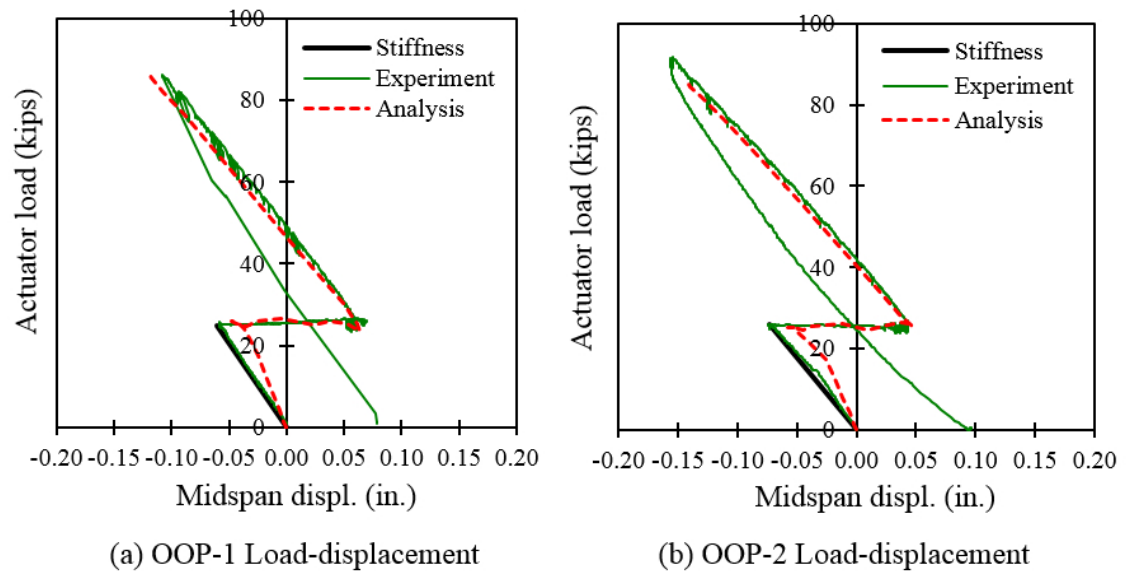 100
80
60
40
20
0
-0.20 -0.15 -0.10 -0.05 0.00 0.05 0.10 0.15 0.20
Actuator load (kips)
Midspan displ. (in.)
Stiffness
Experiment
Analysis
(a) OOP-1 Load-displacement
100
80
60
40
20
0
-0.20 -0.15 -0.10 -0.05 0.00 0.05 0.10 0.15 0.20
Actuator load (kips)
Midspan displ. (in.)
Stiffness
Experiment
Analysis
(b) OOP-2 Load-displacement